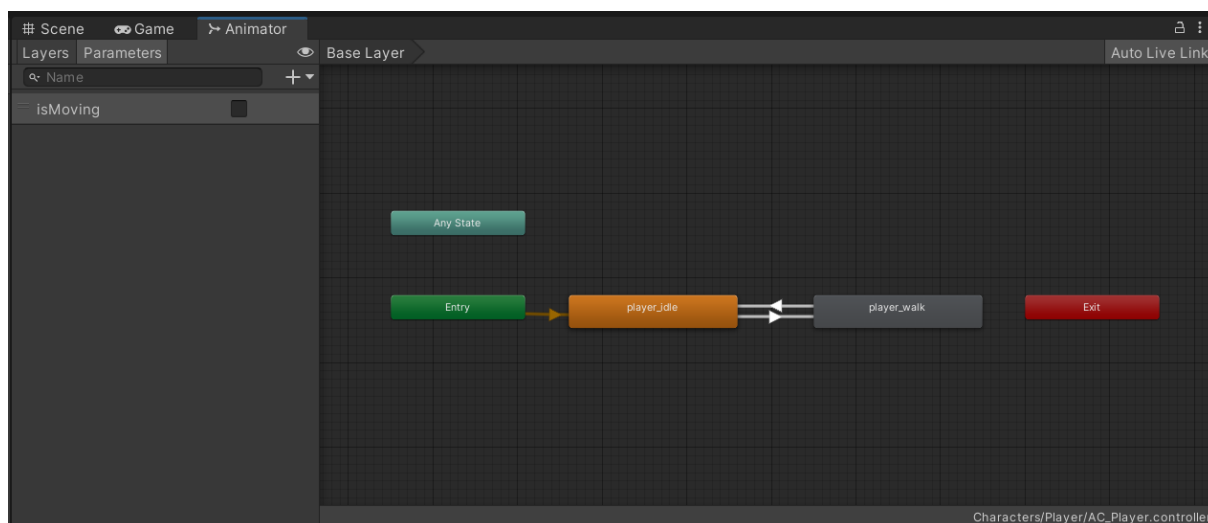 Scene Game Animator
Layers Parameters Base Layer Auto Live Link
Name
isMoving
Any State
Entry player_idle player_walk Exit
Characters/Player/AC_Player.controller